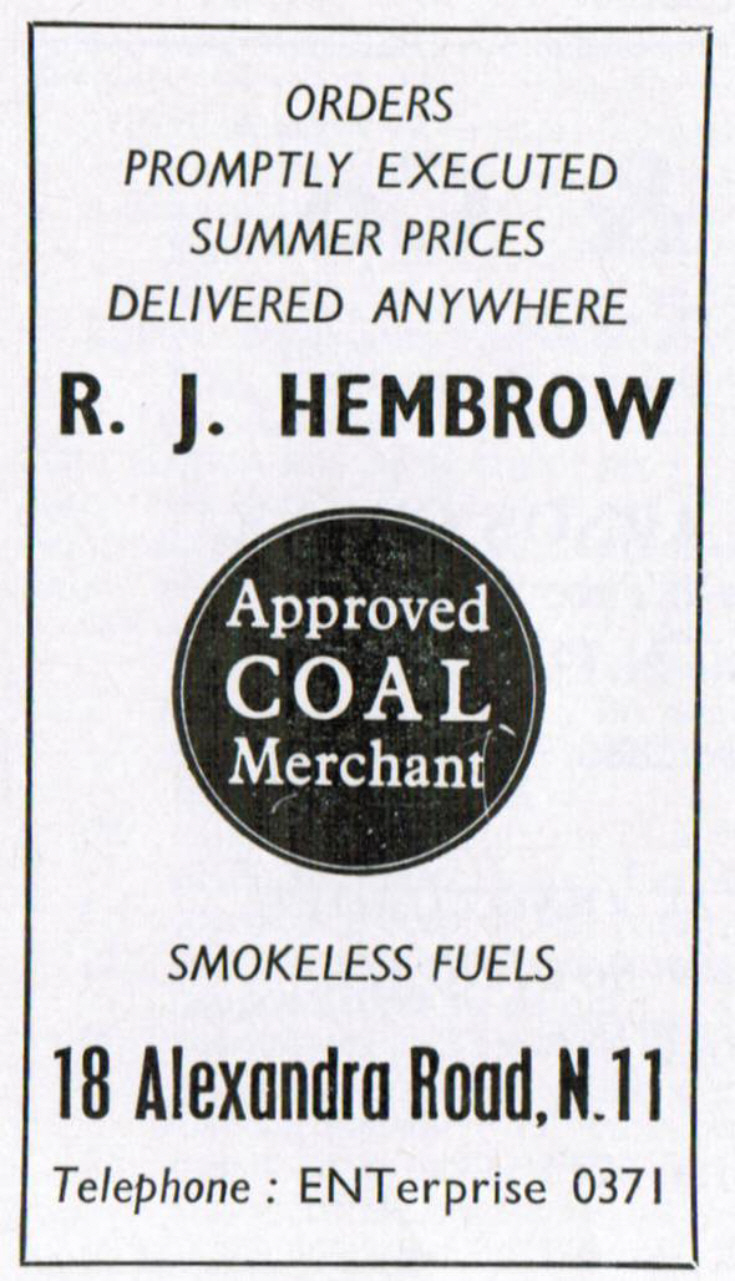 ORDERS
PROMPTLY EXECUTED
SUMMER PRICES
DELIVERED ANYWHERE
R. J. HEMBROW
Approved
COAL
Merchant
SMOKELESS FUELS
18 Alexandra Road, N.11
Telephone : ENTerprise 0371